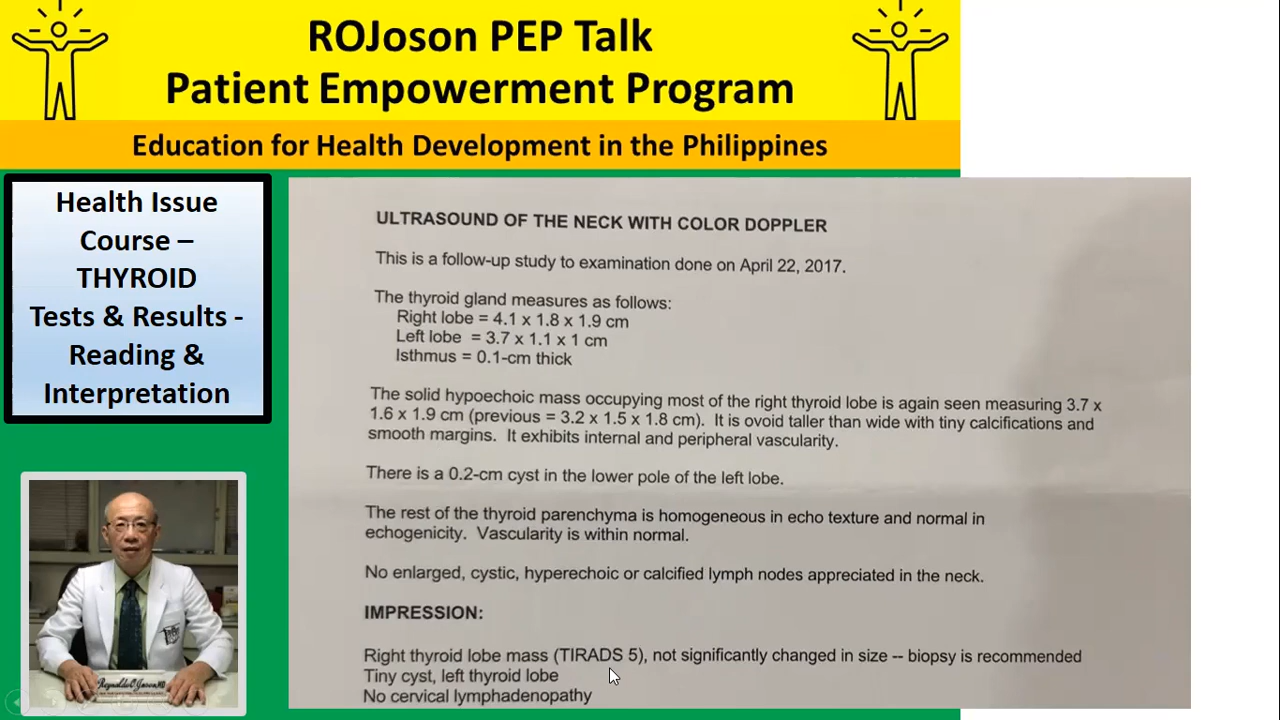 ROJoson PEP Talk
Patient Empowerment Program
Education for Health Development in the Philippines
Health Issue
Course –
THYROID
Tests & Results -
Reading &
Interpretation
ULTRASOUND OF THE NECK WITH COLOR DOPPLER
This is a follow-up study to examination done on April 22, 2017.
The thyroid gland measures as follows:
Right lobe = 4.1 x 1.8 x 1.9 cm
Left lobe = 3.7 x 1.1 x 1 cm
Isthmus = 0.1-cm thick
The solid hypoechoic mass occupying most of the right thyroid lobe is again seen measuring 3.7 x
1.6 x 1.9 cm (previous = 3.2 x 1.5 x 1.8 cm). It is ovoid taller than wide with tiny calcifications and
smooth margins. It exhibits internal and peripheral vascularity.
There is a 0.2-cm cyst in the lower pole of the left lobe.
The rest of the thyroid parenchyma is homogeneous in echo texture and normal in
echogenicity. Vascularity is within normal.
No enlarged, cystic, hyperechoic or calcified lymph nodes appreciated in the neck.
IMPRESSION:
Right thyroid lobe mass (TIRADS 5), not significantly changed in size -- biopsy is recommended
Tiny cyst, left thyroid lobe
No cervical lymphadenopathy